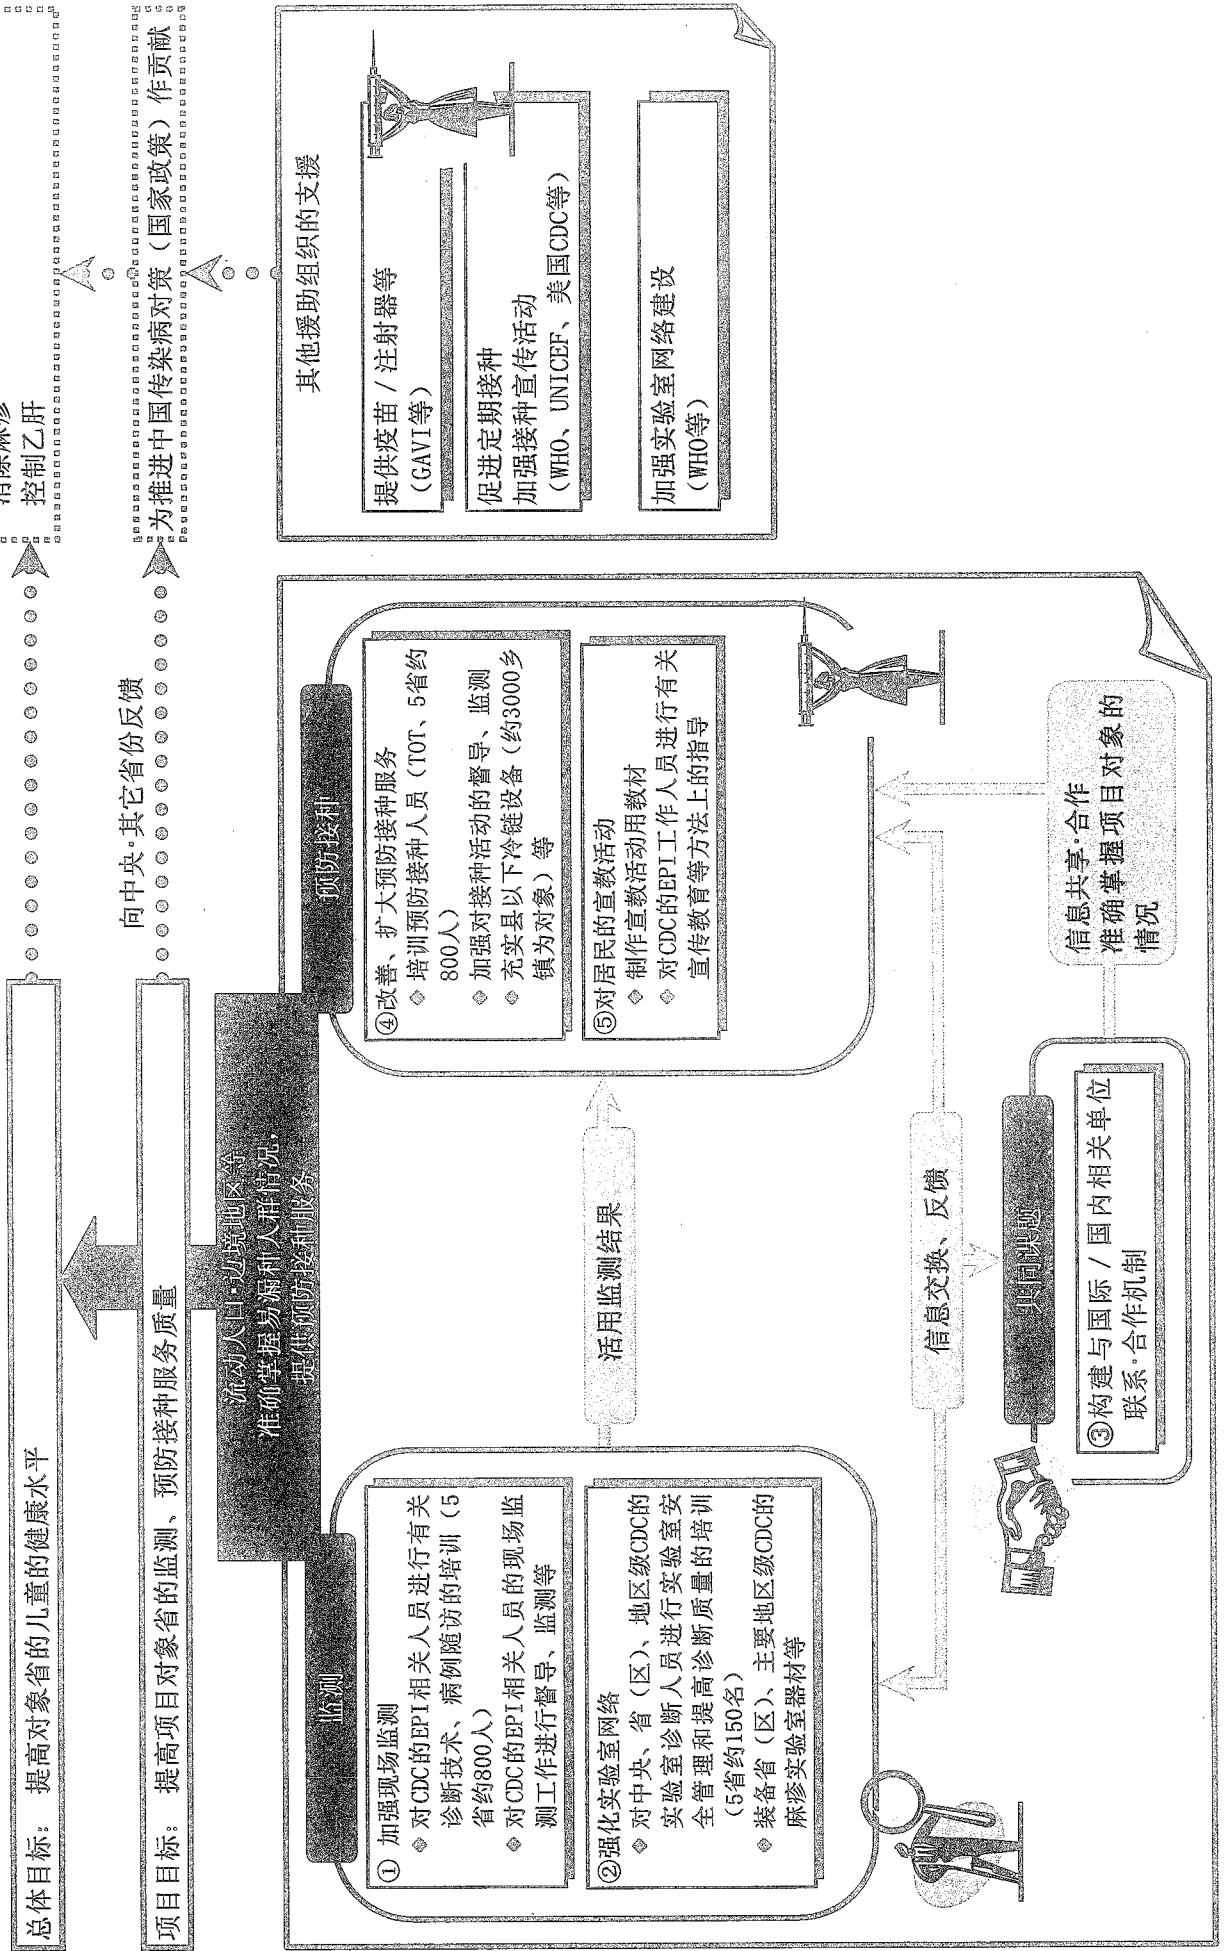 消除麻疹
控制乙肝
总体目标： 提高对象省的儿童的健康水平
向中央·其它省份反馈
项目目标： 提高项目对象省的监测、预防接种服务质量
为推进中国传染病对策（国家政策）作贡献
流动人口·边境地区等
准确掌握易漏种人群情况，
提供预防接种服务
监测
① 加强现场监测
对CDC的EPI相关人员进行有关
诊断技术、病例随访的培训（5
省约800人）
对CDC的EPI相关人员的现场监
测工作进行督导、监测等
②强化实验室网络
对中央、省（区）、地区级CDC的
实验室诊断人员进行实验室安
全管理和提高诊断质量的培训
（5省约150名）
装备省（区）、主要地区级CDC的
麻疹实验室器材等
活用监测结果
预防接种
④改善、扩大预防接种服务
培训预防接种人员（TOT、5省约
800人）
加强对接种活动的督导、监测
充实县以下冷链设备（约3000乡
镇为对象）等
⑤对居民的宣教活动
制作宣教活动用教材
对CDC的EPI工作人员进行有关
宣传教育等方法上的指导
信息交换、反馈
共同课题
③构建与国际／国内相关单位
联系·合作机制
信息共享·合作
准确掌握项目对象的
情况
其他援助组织的支援
提供疫苗／注射器等
（GAVI等）
促进定期接种
加强接种宣传活动
（WHO、UNICEF、美国CDC等）
加强实验室网络建设
（WHO等）